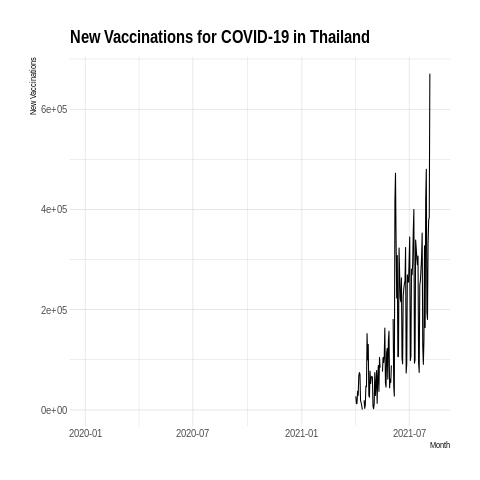 New Vaccinations for COVID-19 in Thailand
New Vaccinations
6e+05
4e+05
2e+05
0e+00
2020-01 2020-07 2021-01 2021-07
Month